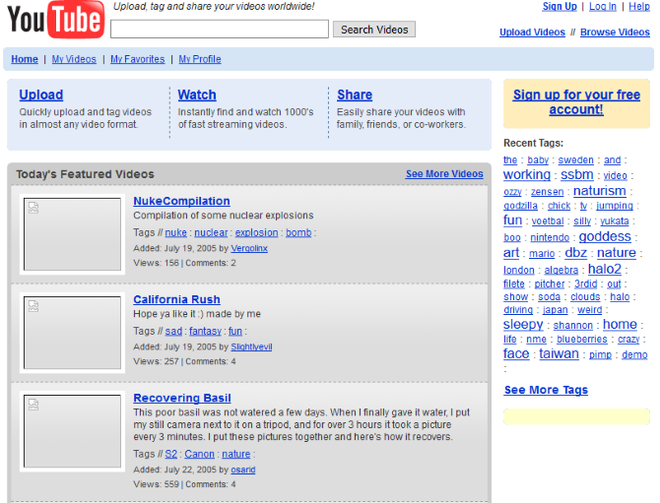 YouTube
Upload, tag and share your videos worldwide!
Search Videos
Sign Up | Log In | Help
Upload Videos // Browse Videos
Home | My Videos | My Favorites | My Profile
Upload
Quickly upload and tag videos
in almost any video format.
Watch
Instantly find and watch 1000's
of fast streaming videos.
Share
Easily share your videos with
family, friends, or co-workers.
Sign up for your free
account!
Today's Featured Videos
See More Videos
NukeCompilation
Compilation of some nuclear explosions
Tags // nuke : nuclear : explosion : bomb :
Added: July 19, 2005 by Vergolinx
Views: 156 | Comments: 2
California Rush
Hope ya like it :) made by me
Tags // sad : fantasy : fun :
Added: July 19, 2005 by Slightlyevil
Views: 257 | Comments: 4
Recovering Basil
This poor basil was not watered a few days. When I finally gave it water, I put
my still camera next to it on a tripod, and for over 3 hours it took a picture
every 3 minutes. I put these pictures together and here's how it recovers.
Tags // S2 : Canon : nature :
Added: July 22, 2005 by osarid
Views: 559 | Comments: 4
Recent Tags:
the : baby : sweden : and :
working : ssbm : video :
ozzy : zensen : naturism :
godzilla : chick : tv : jumping :
fun : voetbal : silly : yukata :
boo : nintendo : goddess :
art : mario : dbz : nature :
london : algebra : halo2 :
filete : pitcher : 3rdid : out :
show : soda : clouds : halo :
driving : japan : weird :
sleepy : shannon : home :
life : nme : blueberries : crazy :
face : taiwan : pimp : demo
:
See More Tags